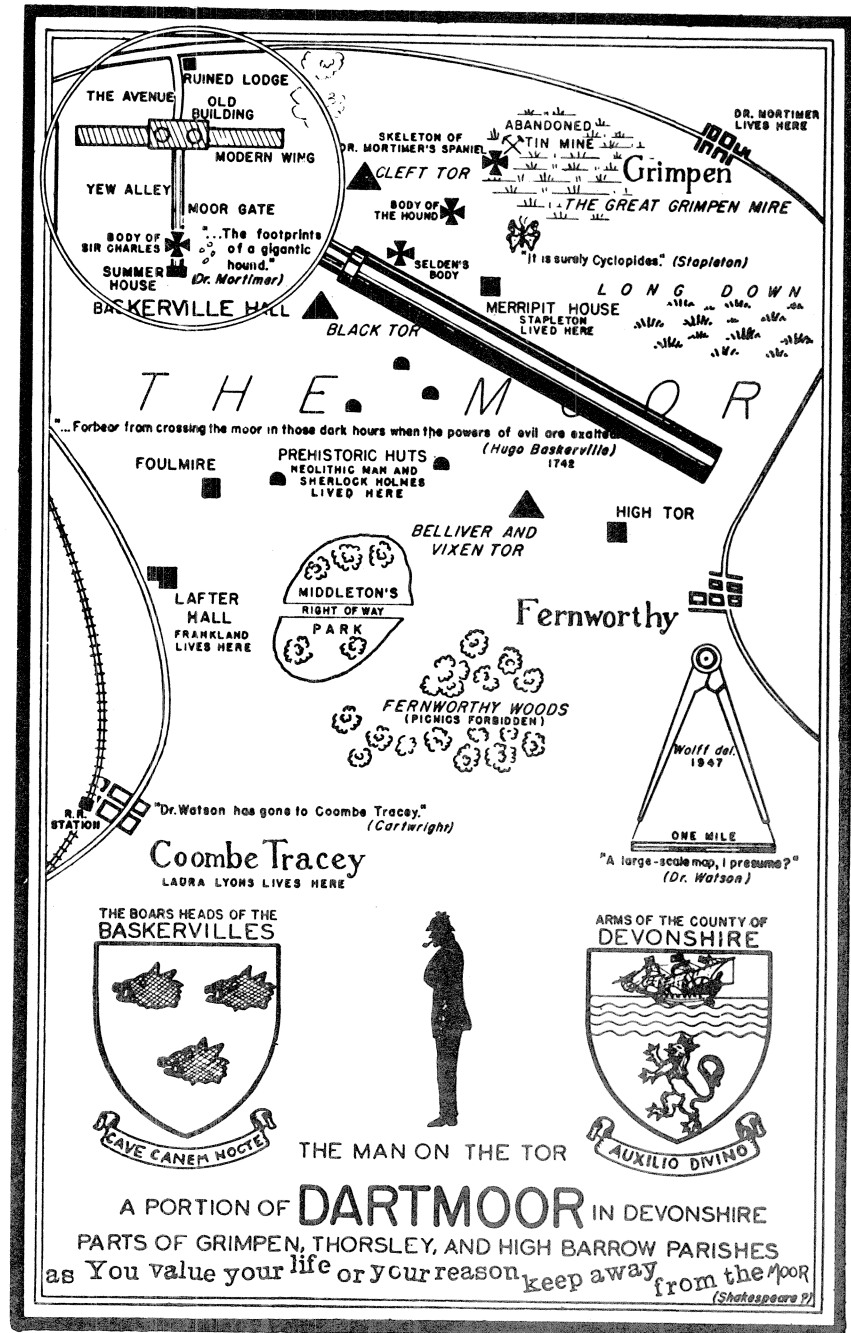 RUINED LODGE
THE AVENUE
OLD
BUILDING
MODERN WING
YEW ALLEY
MOOR GATE
BODY OF
SIR CHARLES
"...The footprints
of a gigantic
hound."
(Dr. Mortimer)
SUMMER
HOUSE
BASKERVILLE HALL
SKELETON OF
DR. MORTIMER'S SPANIEL
CLEFT TOR
ABANDONED
TIN MINE
DR. MORTIMER
LIVES HERE
Grimpen
THE GREAT GRIMPEN MIRE
BODY OF
THE HOUND
SELDEN'S
BODY
"It is surely Cyclopides." (Stapleton)
LONG DOWN
MERRIPIT HOUSE
STAPLETON
LIVED HERE
BLACK TOR
THE MOOR
"...Forbear from crossing the moor in those dark hours when the powers of evil are exalted
(Hugo Baskerville)
1742
FOULMIRE
PREHISTORIC HUTS
NEOLITHIC MAN AND
SHERLOCK HOLMES
LIVED HERE
HIGH TOR
BELLIVER AND
VIXEN TOR
LAFTER
HALL
FRANKLAND
LIVES HERE
MIDDLETON'S
RIGHT OF WAY
PARK
Fernworthy
FERNWORTHY WOODS
(PICNICS FORBIDDEN)
Wolff del.
1947
ONE MILE
"A large-scale map, I presume?"
(Dr. Watson)
R.R.
STATION
"Dr. Watson has gone to Coombe Tracey."
(Cartwright)
Coombe Tracey
LAURA LYONS LIVES HERE
THE BOARS HEADS OF THE
BASKERVILLES
CAVE CANEM NOCTE
THE MAN ON THE TOR
ARMS OF THE COUNTY OF
DEVONSHIRE
AUXILIO DIVINO
A PORTION OF DARTMOOR IN DEVONSHIRE
PARTS OF GRIMPEN, THORSLEY, AND HIGH BARROW PARISHES
as You value your life or your reason keep away from the MOOR
(Shakespeare ?)